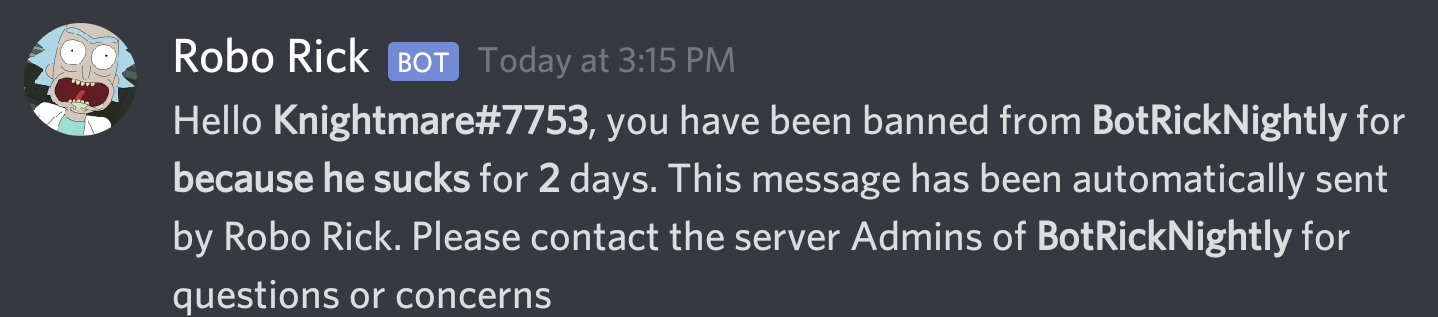 Robo Rick BOT Today at 3:15 PM
Hello Knightmare#7753, you have been banned from BotRickNightly for
because he sucks for 2 days. This message has been automatically sent
by Robo Rick. Please contact the server Admins of BotRickNightly for
questions or concerns